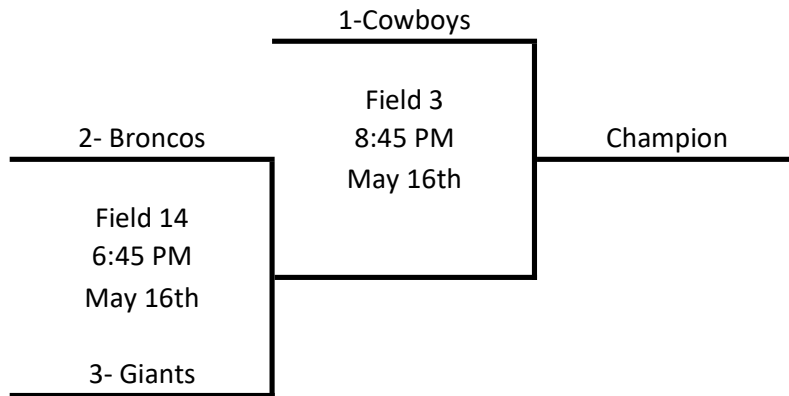 1-Cowboys
Field 3
8:45 PM
May 16th
2- Broncos
Champion
Field 14
6:45 PM
May 16th
3- Giants